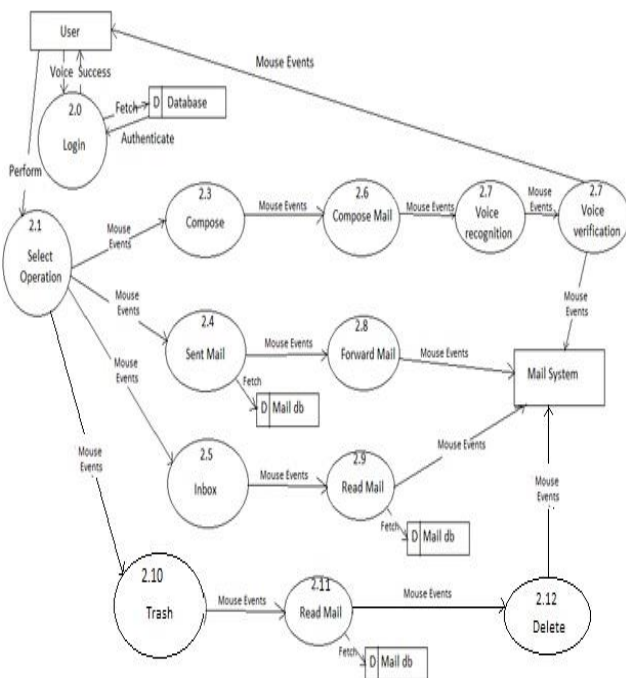 User
Mouse Events
Voice Success
2.0
Login
Fetch
D Database
Authenticate
Perform
2.1
Select
Operation
Mouse
Events
2.3
Compose
Mouse Events
2.6
Compose Mail
Mouse Events
2.7
Voice
recognition
Mouse
Events
2.7
Voice
verification
Mouse
Events
Mouse
Events
2.4
Sent Mail
Mouse Events
2.8
Forward Mail
Mouse Events
Mail System
Fetch
D Mail db
Mouse
Events
2.5
Inbox
Mouse Events
2.9
Read Mail
Fetch
D Mail db
Mouse
Events
Mouse
Events
2.10
Trash
Mouse Events
2.11
Read Mail
Mouse Events
2.12
Delete
Fetch
D Mail db